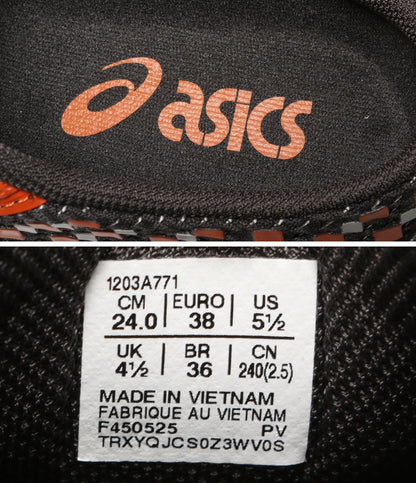 asics
1203A771
CM EURO US
24.0 38 5½
UK BR CN
4½ 36 240(2.5)
MADE IN VIETNAM
FABRIQUE AU VIETNAM
F450525 PV
TRXYQJCS0Z3WV0S